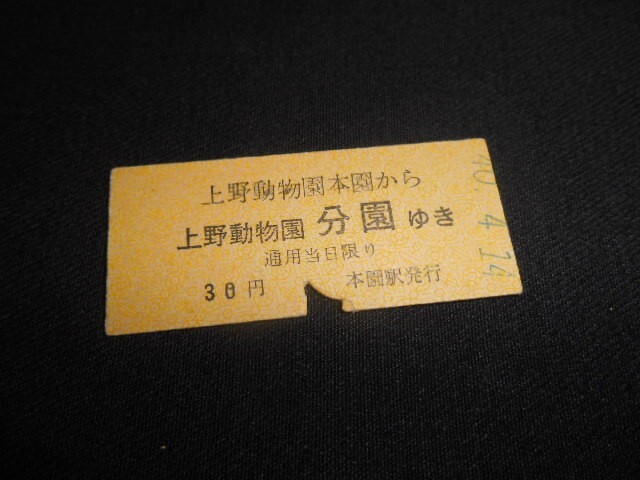 上野動物園本園から
上野動物園 分園 ゆき
通用当日限り
30円 本園駅発行
40.4.14